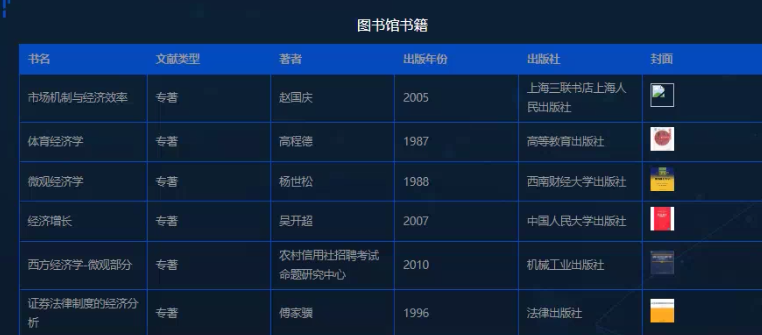 图书馆书籍
书名 文献类型 著者 出版年份 出版社 封面
市场机制与经济效率 专著 赵国庆 2005 上海三联书店上海人
民出版社
体育经济学 专著 高程德 1987 高等教育出版社
微观经济学 专著 杨世松 1988 西南财经大学出版社
经济增长 专著 吴开超 2007 中国人民大学出版社
西方经济学-微观部分 专著 农村信用社招聘考试
命题研究中心 2010 机械工业出版社
证券法律制度的经济分
析 专著 傅家骥 1996 法律出版社